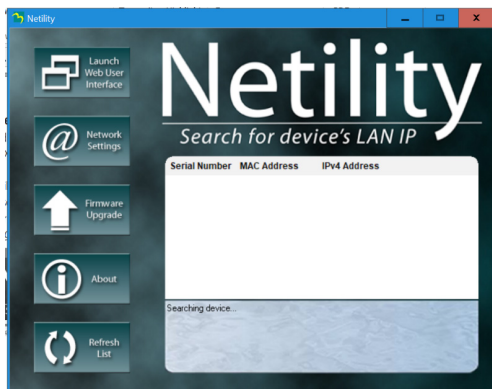 Netility
Launch
Web User
Interface
Network
Settings
Firmware
Upgrade
About
Refresh
List
Netility
Search for device's LAN IP
Serial Number MAC Address IPv4 Address
Searching device...